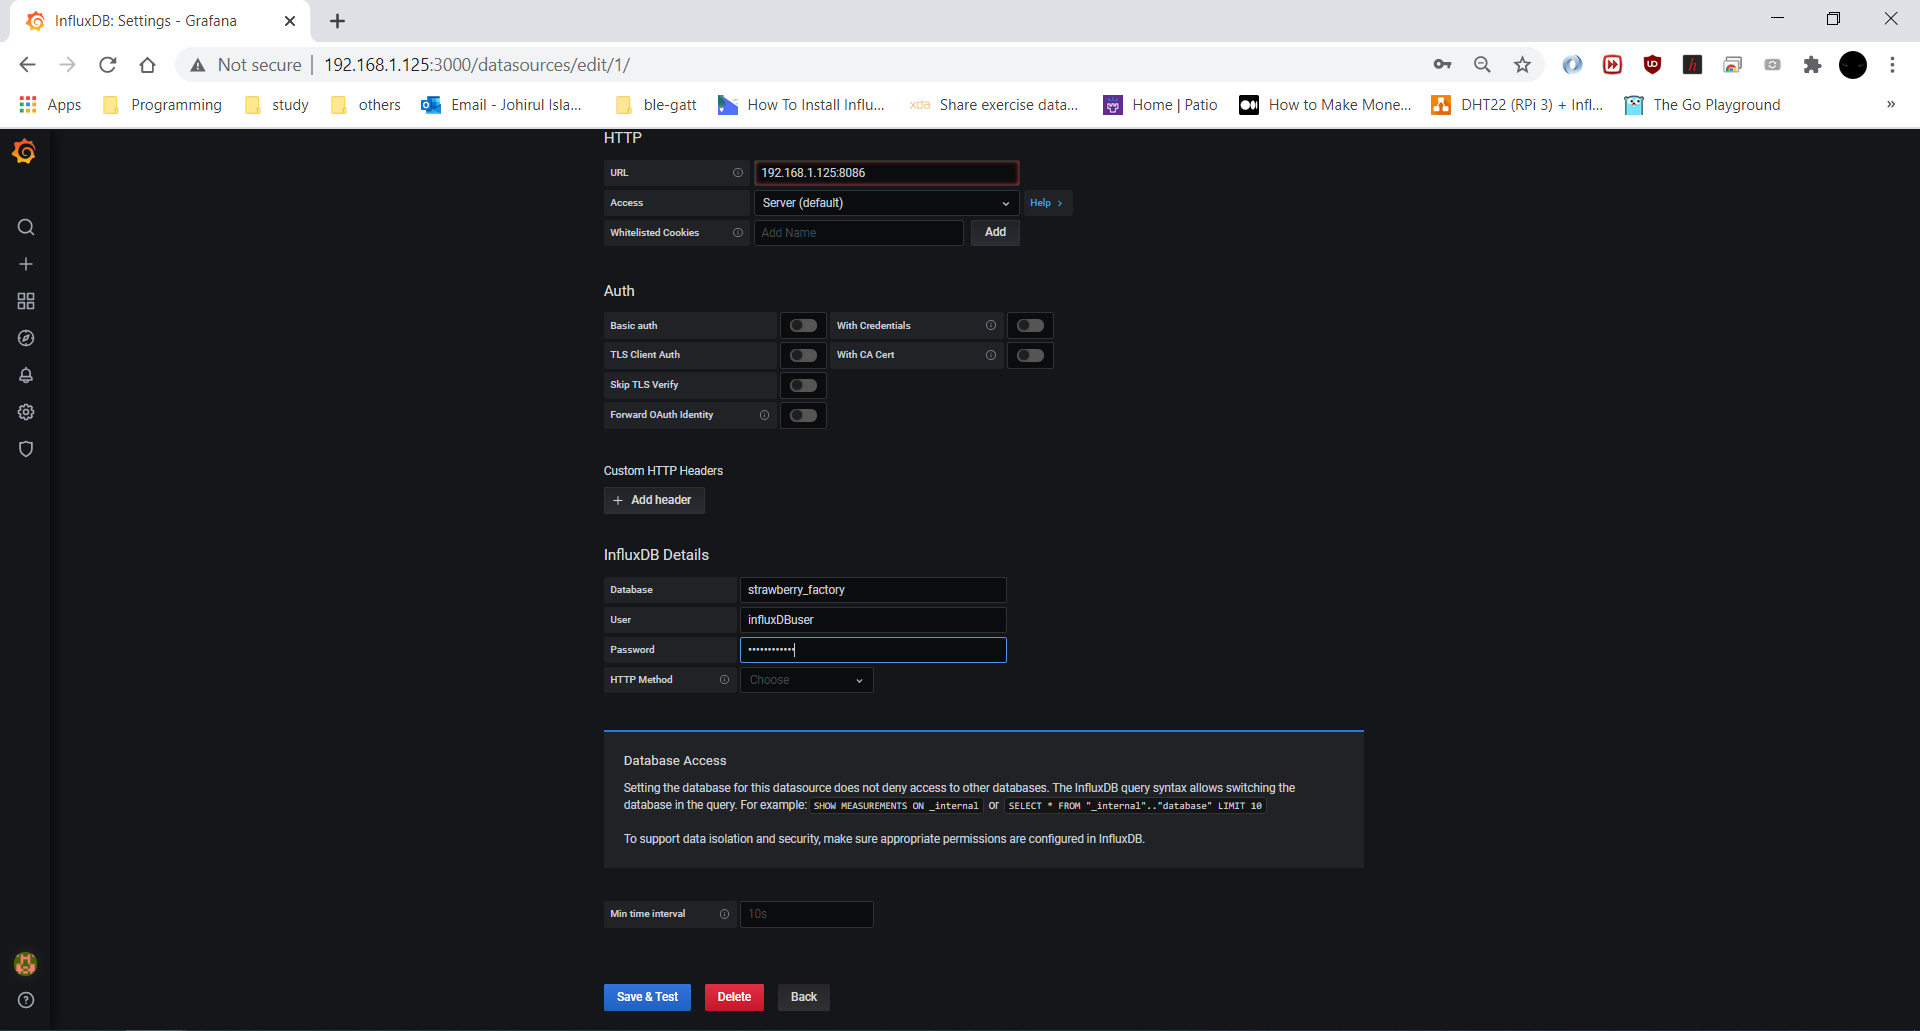 InfluxDB: Settings - Grafana
Not secure | 192.168.1.125:3000/datasources/edit/1/
Apps Programming study others Email - Johirul Isla... ble-gatt How To Install Influ... xda Share exercise data... Home | Patio How to Make Mone... DHT22 (RPi 3) + Infl... The Go Playground »
HTTP
URL 192.168.1.125:8086
Access Server (default) Help >
Whitelisted Cookies Add Name Add
Auth
Basic auth With Credentials
TLS Client Auth With CA Cert
Skip TLS Verify
Forward OAuth Identity
Custom HTTP Headers
+ Add header
InfluxDB Details
Database strawberry_factory
User influxDBuser
Password ••••••••••••
HTTP Method Choose
Database Access
Setting the database for this datasource does not deny access to other databases. The InfluxDB query syntax allows switching the
database in the query. For example: SHOW MEASUREMENTS ON _internal or SELECT * FROM "_internal".."database" LIMIT 10
To support data isolation and security, make sure appropriate permissions are configured in InfluxDB.
Min time interval 10s
Save & Test Delete Back